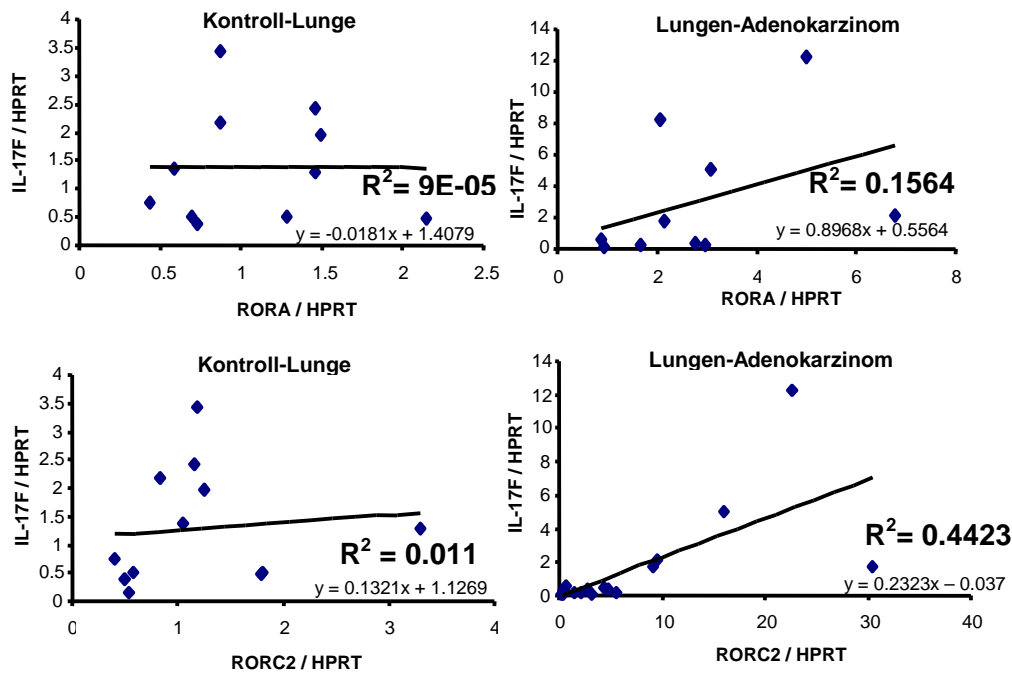 Kontroll-Lunge
4
3.5
3
2.5
2
1.5
1
0.5
0
IL-17F / HPRT
R²= 9E-05
y = -0.0181x + 1.4079
0 0.5 1 1.5 2 2.5
RORA / HPRT
Lungen-Adenokarzinom
14
12
10
8
6
4
2
0
IL-17F / HPRT
R²= 0.1564
y = 0.8968x + 0.5564
0 2 4 6 8
RORA / HPRT
Kontroll-Lunge
4
3.5
3
2.5
2
1.5
1
0.5
0
IL-17F / HPRT
R² = 0.011
y = 0.1321x + 1.1269
0 1 2 3 4
RORC2 / HPRT
Lungen-Adenokarzinom
14
12
10
8
6
4
2
0
IL-17F / HPRT
R²= 0.4423
y = 0.2323x – 0.037
0 10 20 30 40
RORC2 / HPRT